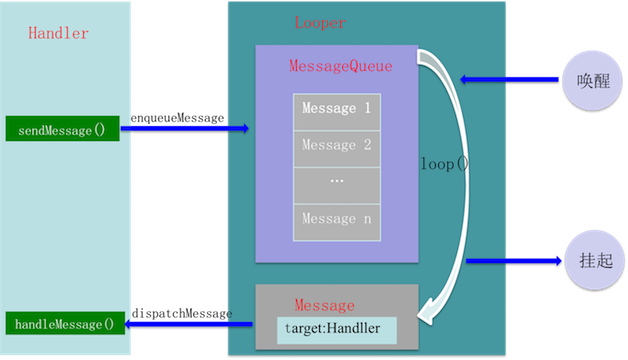 Handler
Looper
MessageQueue
唤醒
Message 1
enqueueMessage
sendMessage()
Message 2
loop()
...
Message n
挂起
Message
dispatchMessage
handleMessage()
target:Handller